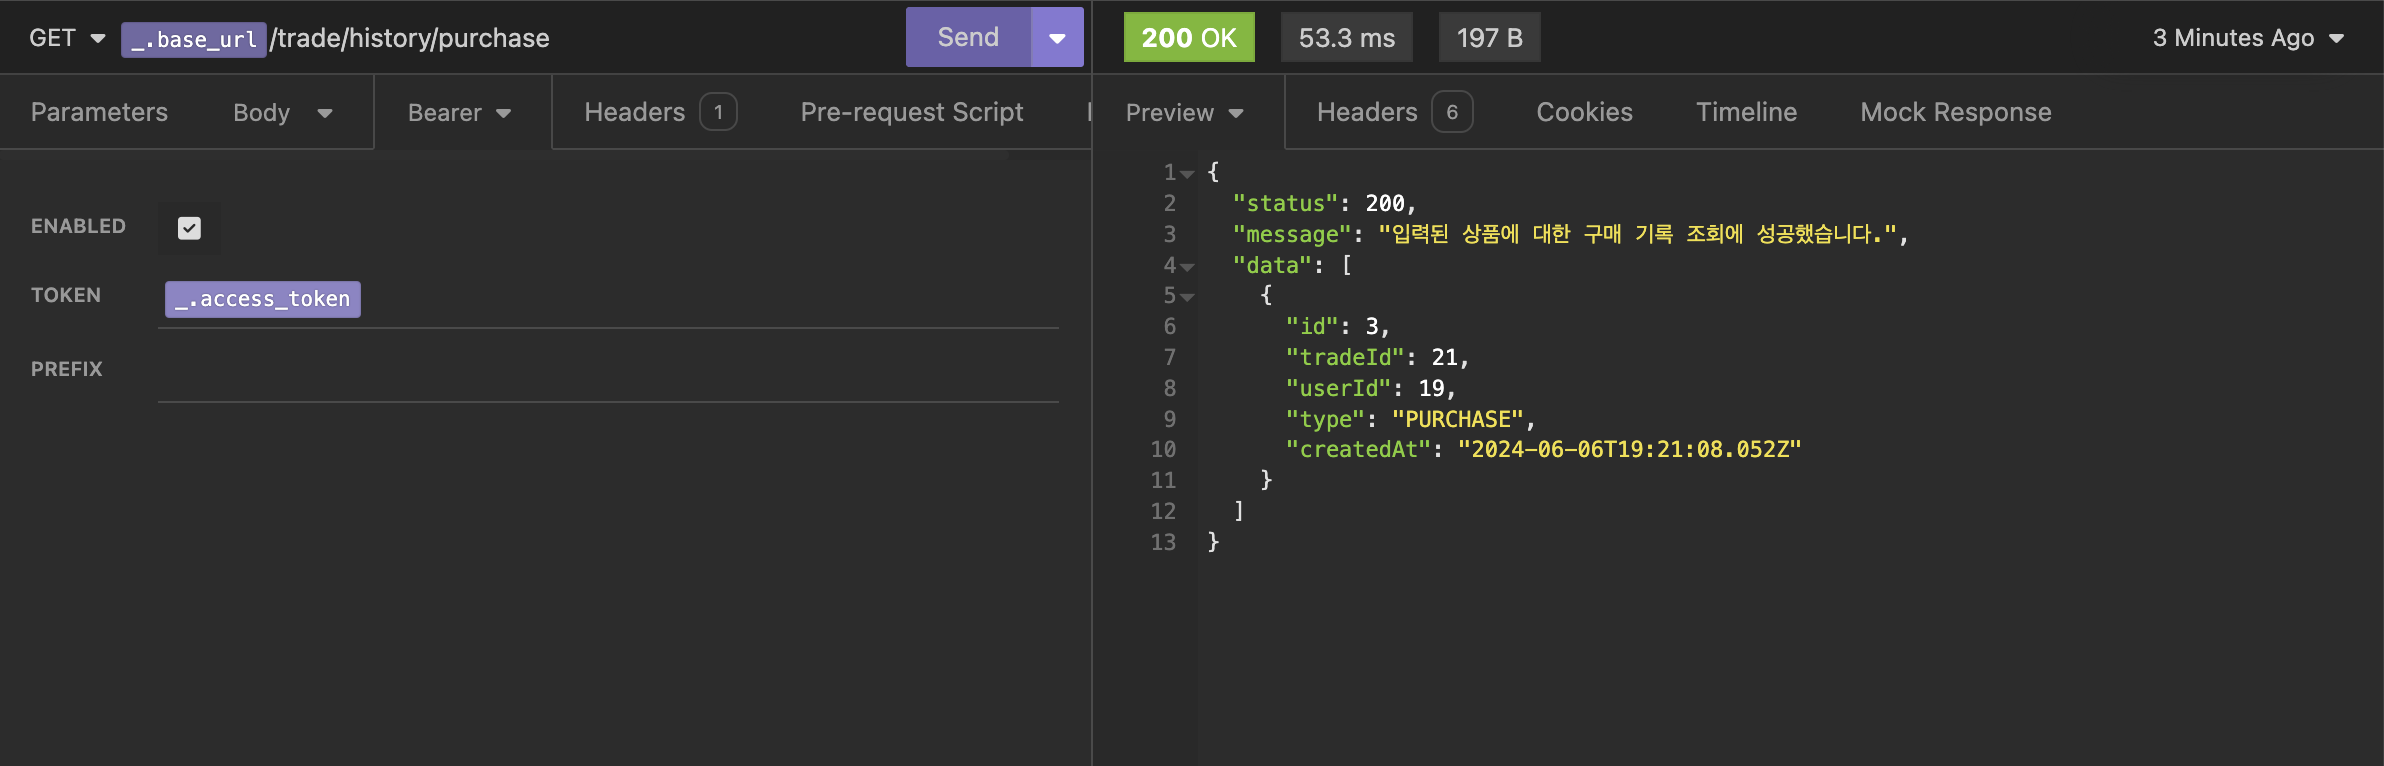 GET _.base_url/trade/history/purchase Send
200 OK 53.3 ms 197 B 3 Minutes Ago
Parameters Body Bearer Headers 1 Pre-request Script
Preview Headers 6 Cookies Timeline Mock Response
ENABLED
TOKEN _.access_token
PREFIX
1 {
2 "status": 200,
3 "message": "입력된 상품에 대한 구매 기록 조회에 성공했습니다.",
4 "data": [
5 {
6 "id": 3,
7 "tradeId": 21,
8 "userId": 19,
9 "type": "PURCHASE",
10 "createdAt": "2024-06-06T19:21:08.052Z"
11 }
12 ]
13 }